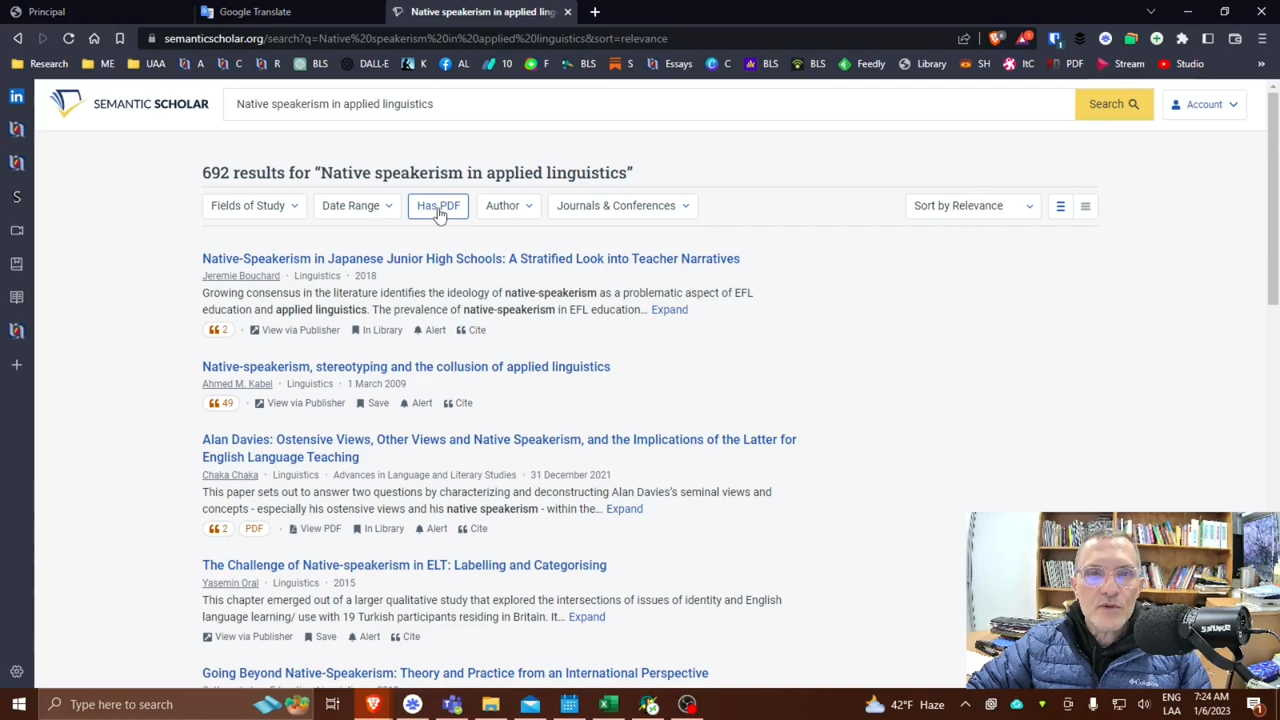 Principal
Google Translate
Native speakerism in applied ling
semanticscholar.org/search?q=Native%20speakerism%20in%20applied%20linguistics&sort=relevance
Research ME UAA A C R BLS DALL-E K AL 10 F BLS S Essays C BLS BLS Feedly Library SH ItC PDF Stream Studio
SEMANTIC SCHOLAR
Native speakerism in applied linguistics
Search
Account
692 results for “Native speakerism in applied linguistics”
Fields of Study Date Range Has PDF Author Journals & Conferences Sort by Relevance
Native-Speakerism in Japanese Junior High Schools: A Stratified Look into Teacher Narratives
Jeremie Bouchard · Linguistics · 2018
Growing consensus in the literature identifies the ideology of native-speakerism as a problematic aspect of EFL
education and applied linguistics. The prevalence of native-speakerism in EFL education... Expand
2 · View via Publisher In Library Alert Cite
Native-speakerism, stereotyping and the collusion of applied linguistics
Ahmed M. Kabel · Linguistics · 1 March 2009
49 · View via Publisher Save Alert Cite
Alan Davies: Ostensive Views, Other Views and Native Speakerism, and the Implications of the Latter for
English Language Teaching
Chaka Chaka · Linguistics · Advances in Language and Literary Studies · 31 December 2021
This paper sets out to answer two questions by characterizing and deconstructing Alan Davies’s seminal views and
concepts - especially his ostensive views and his native speakerism - within the... Expand
2 PDF · View PDF In Library Alert Cite
The Challenge of Native-speakerism in ELT: Labelling and Categorising
Yasemin Oral · Linguistics · 2015
This chapter emerged out of a larger qualitative study that explored the intersections of issues of identity and English
language learning/ use with 19 Turkish participants residing in Britain. It... Expand
View via Publisher Save Alert Cite
Going Beyond Native-Speakerism: Theory and Practice from an International Perspective
Type here to search
42°F Haze
ENG
LAA
7:24 AM
1/6/2023